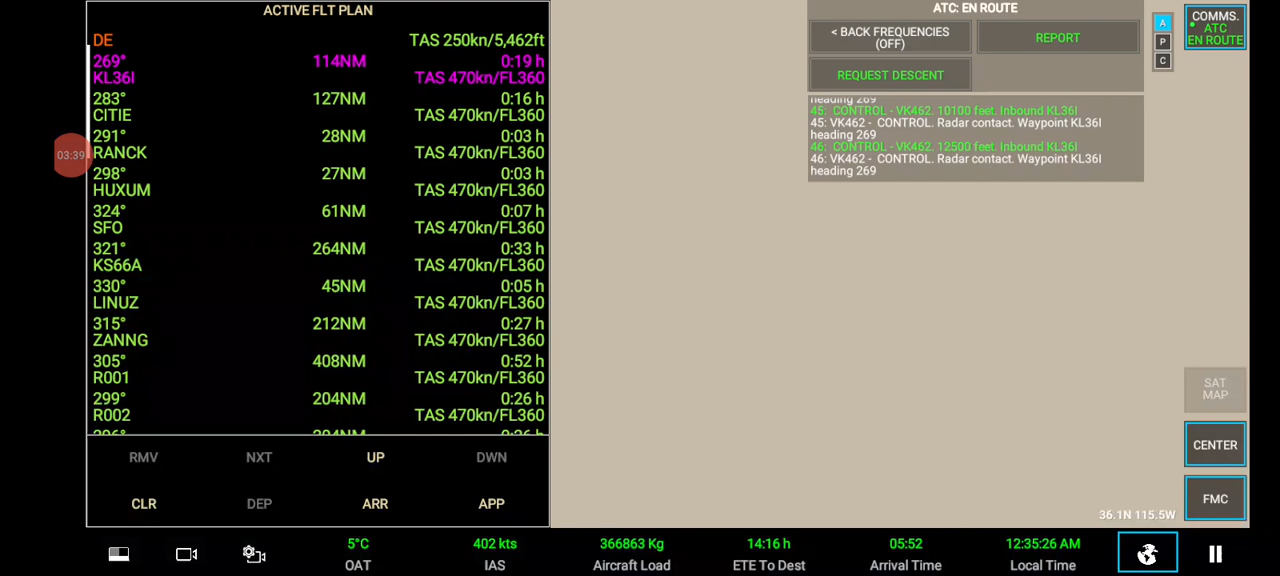 ACTIVE FLT PLAN
DE TAS 250kn/5,462ft
269° 114NM 0:19 h
KL36I TAS 470kn/FL360
283° 127NM 0:16 h
CITIE TAS 470kn/FL360
291° 28NM 0:03 h
RANCK TAS 470kn/FL360
298° 27NM 0:03 h
HUXUM TAS 470kn/FL360
324° 61NM 0:07 h
SFO TAS 470kn/FL360
321° 264NM 0:33 h
KS66A TAS 470kn/FL360
330° 45NM 0:05 h
LINUZ TAS 470kn/FL360
315° 212NM 0:27 h
ZANNG TAS 470kn/FL360
305° 408NM 0:52 h
R001 TAS 470kn/FL360
299° 204NM 0:26 h
R002 TAS 470kn/FL360
RMV NXT UP DWN
CLR DEP ARR APP
03:39
ATC: EN ROUTE
< BACK FREQUENCIES
(OFF)
REPORT
REQUEST DESCENT
heading 269
45: CONTROL - VK462. 10100 feet. Inbound KL36I
45: VK462 - CONTROL. Radar contact. Waypoint KL36I
heading 269
46: CONTROL - VK462. 12500 feet. Inbound KL36I
46: VK462 - CONTROL. Radar contact. Waypoint KL36I
heading 269
A
P
C
COMMS.
ATC
EN ROUTE
SAT
MAP
CENTER
FMC
36.1N 115.5W
5°C 402 kts 366863 Kg 14:16 h 05:52 12:35:26 AM
OAT IAS Aircraft Load ETE To Dest Arrival Time Local Time